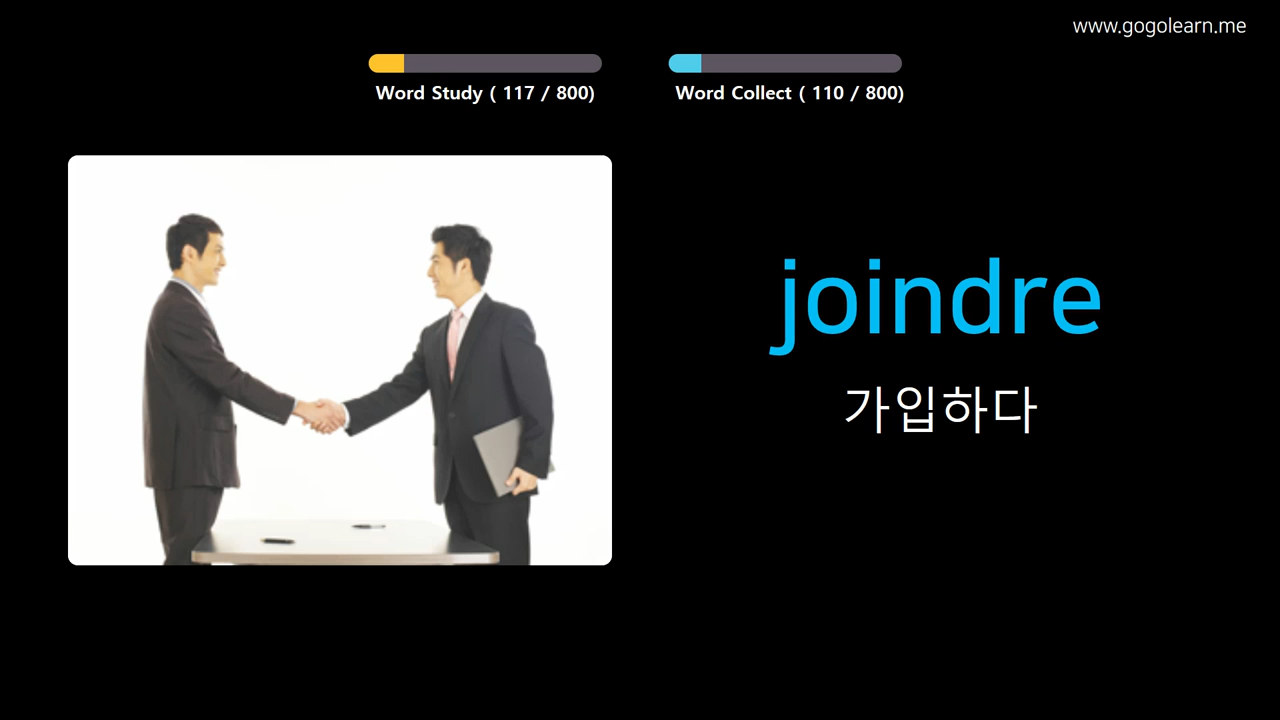 www.gogolearn.me
Word Study ( 117 / 800)
Word Collect ( 110 / 800)
joindre
가입하다